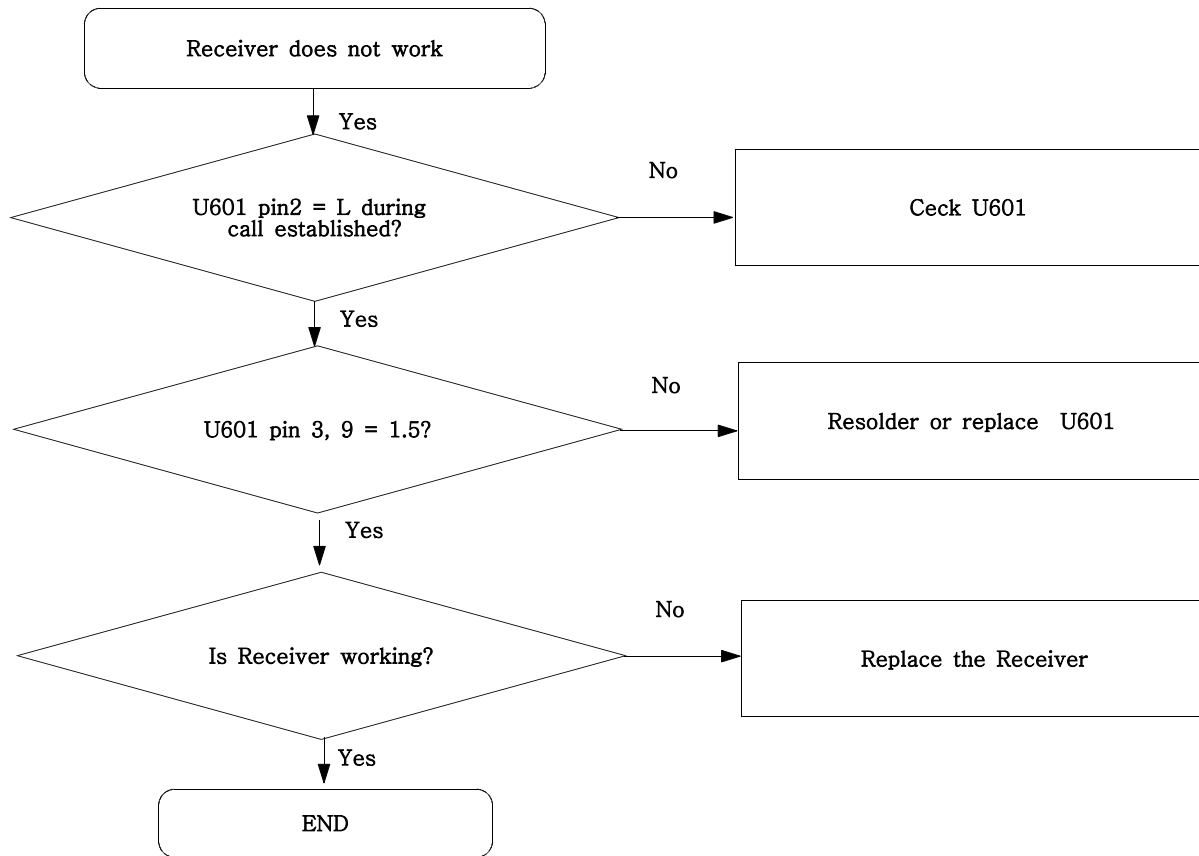 Receiver does not work
Yes
U601 pin2 = L during
call established?
No
Ceck U601
Yes
U601 pin 3, 9 = 1.5?
No
Resolder or replace U601
Yes
Is Receiver working?
No
Replace the Receiver
Yes
END